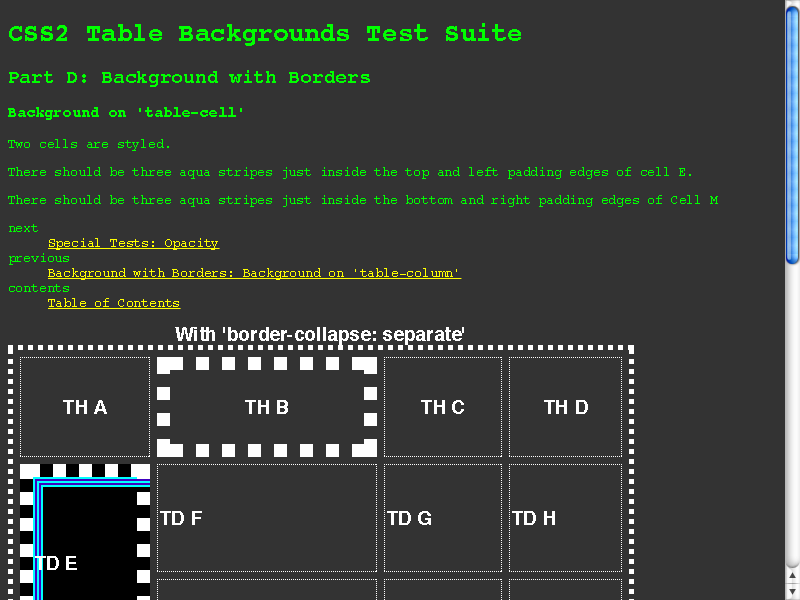 CSS2 Table Backgrounds Test Suite
Part D: Background with Borders
Background on 'table-cell'
Two cells are styled.
There should be three aqua stripes just inside the top and left padding edges of cell E.
There should be three aqua stripes just inside the bottom and right padding edges of Cell M
next
Special Tests: Opacity
previous
Background with Borders: Background on 'table-column'
contents
Table of Contents
With 'border-collapse: separate'
TH A TH B TH C TH D
TD F TD G TD H
TD E